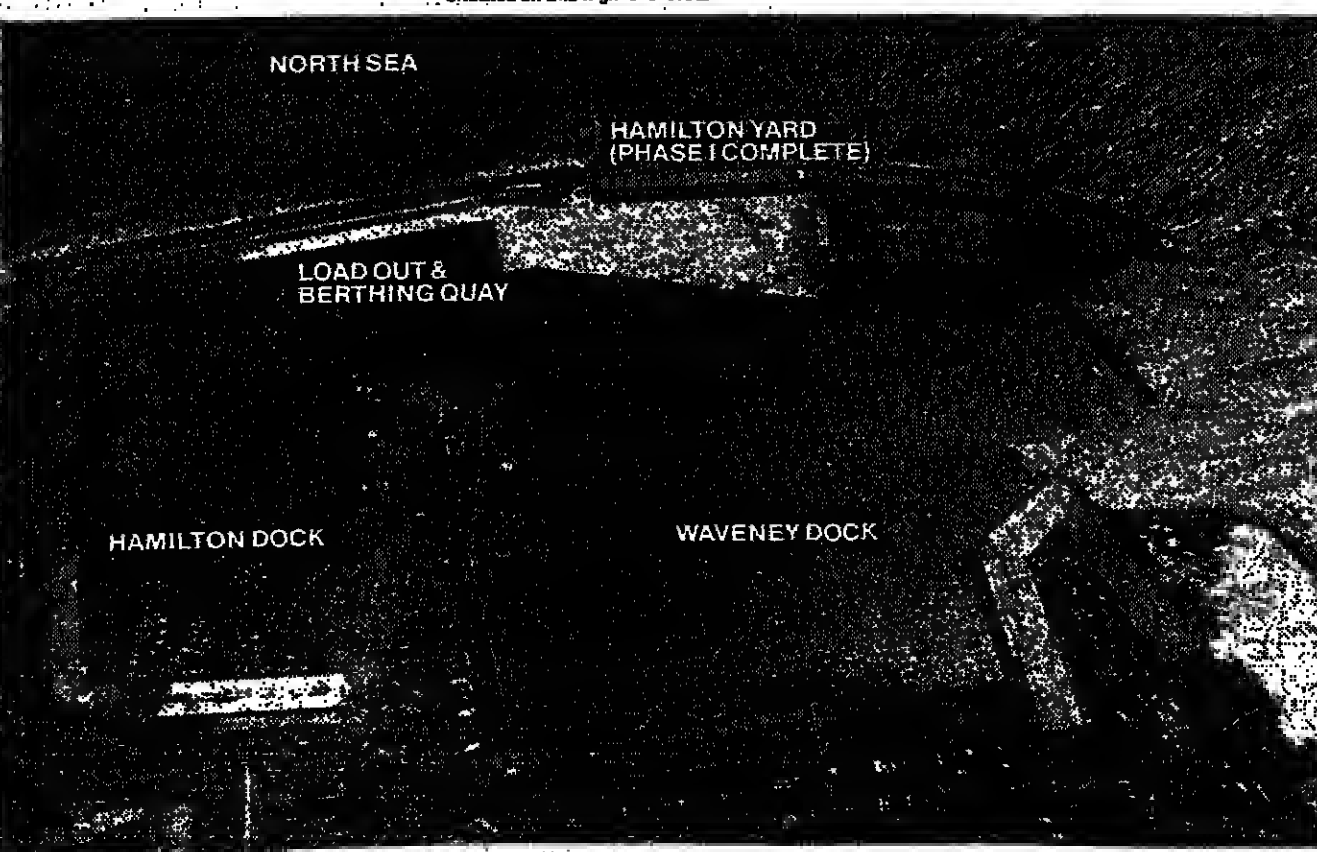 NORTH SEA
HAMILTON YARD
(PHASE I COMPLETE)
LOAD OUT &
BERTHING QUAY
HAMILTON DOCK
WAVENEY DOCK